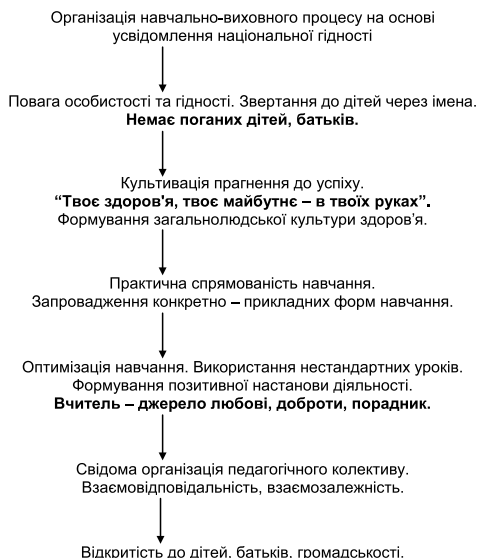 Організація навчально-виховного процесу на основі
усвідомлення національної гідності
Повага особистості та гідності. Звертання до дітей через імена.
Немає поганих дітей, батьків.
Культивація прагнення до успіху.
“Твоє здоров'я, твоє майбутнє – в твоїх руках”.
Формування загальнолюдської культури здоров’я.
Практична спрямованість навчання.
Запровадження конкретно – прикладних форм навчання.
Оптимізація навчання. Використання нестандартних уроків.
Формування позитивної настанови діяльності.
Вчитель – джерело любові, доброти, порадник.
Свідома організація педагогічного колективу.
Взаємовідповідальність, взаємозалежність.
Відкритість до дітей, батьків, громадськості.